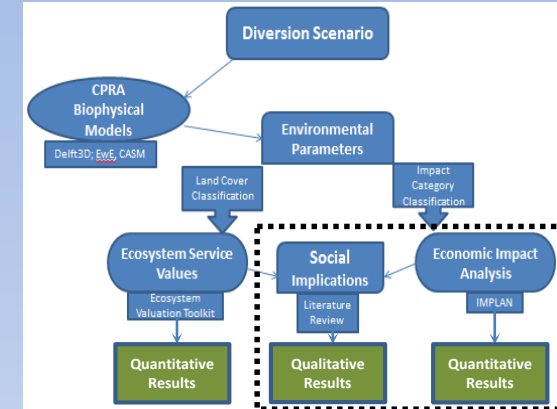 Diversion Scenario
CPRA
Biophysical
Models
Delft3D; EwE, CASM
Environmental
Parameters
Land Cover
Classification
Impact
Category
Classification
Ecosystem Service
Values
Ecosystem
Valuation Toolkit
Social
Implications
Literature
Review
Economic Impact
Analysis
IMPLAN
Quantitative
Results
Qualitative
Results
Quantitative
Results